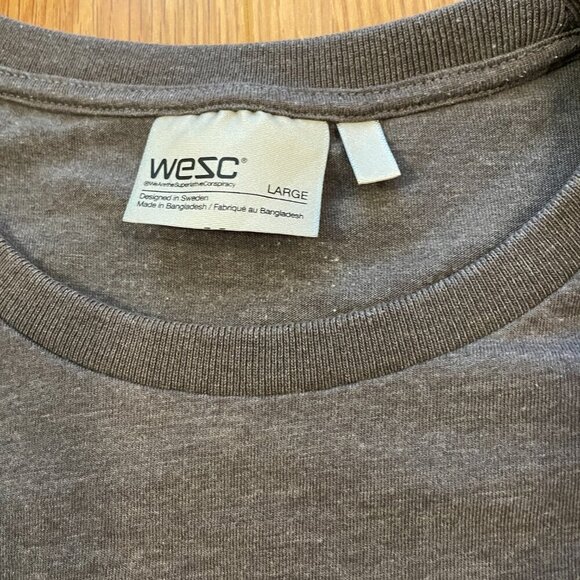 wesc®
@WeAretheSuperlativeConspiracy
LARGE
Designed in Sweden
Made in Bangladesh / Fabriqué au Bangladesh